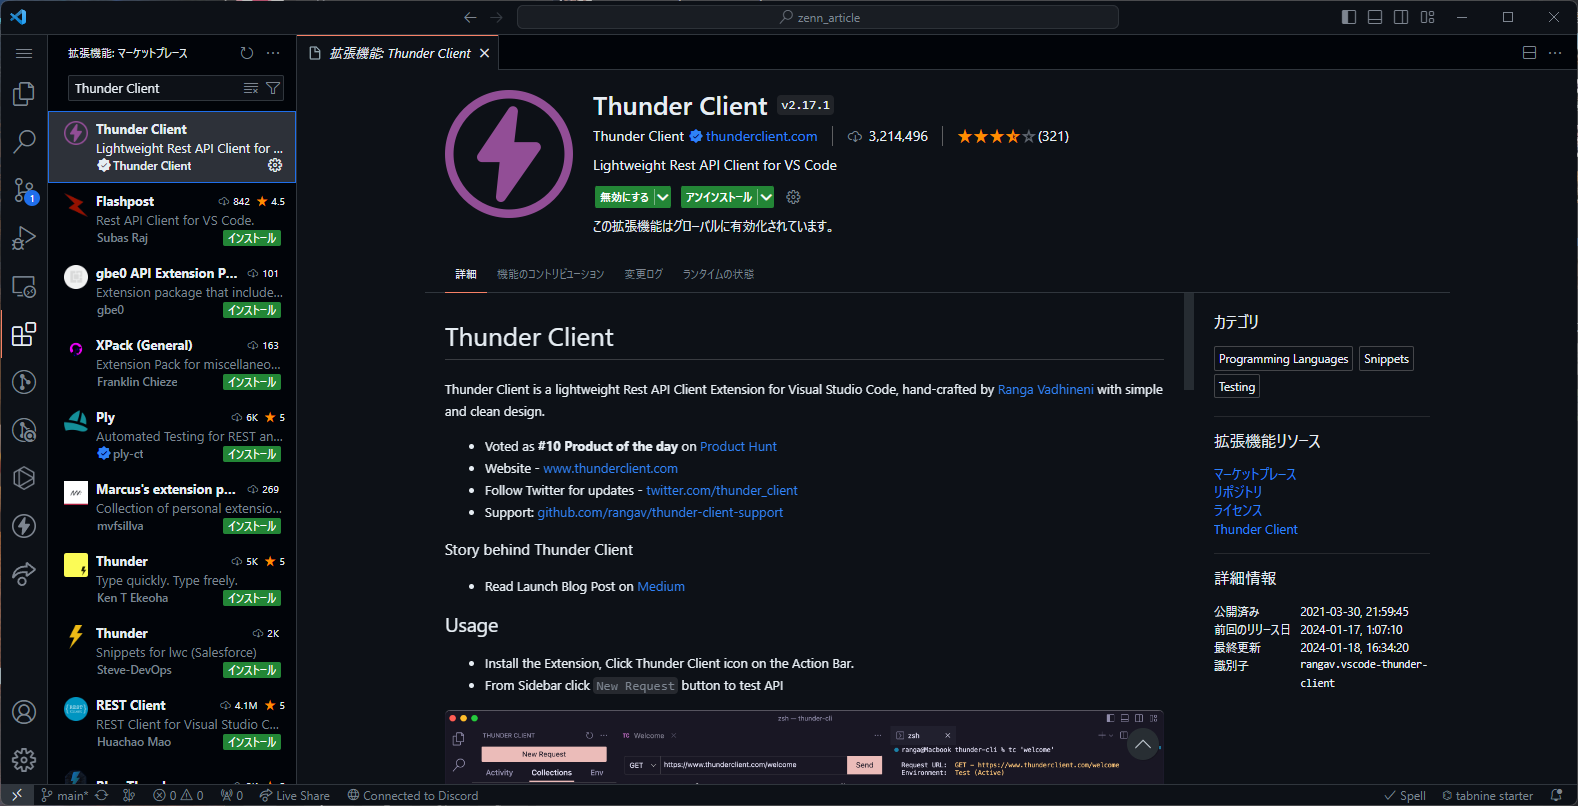 zenn_article
拡張機能: マーケットプレース
Thunder Client
Thunder Client
Lightweight Rest API Client for ...
Thunder Client
Flashpost 842 4.5
Rest API Client for VS Code.
Subas Raj インストール
gbe0 API Extension P... 101
Extension package that include...
gbe0 インストール
XPack (General) 163
Extension Pack for miscellaneo...
Franklin Chieze インストール
Ply 6K 5
Automated Testing for REST an...
ply-ct インストール
Marcus's extension p... 269
Collection of personal extensio...
mvfsillva インストール
Thunder 5K 5
Type quickly. Type freely.
Ken T Ekeoha インストール
Thunder 2K
Snippets for lwc (Salesforce)
Steve-DevOps インストール
REST Client 4.1M 5
REST Client for Visual Studio C...
Huachao Mao インストール
拡張機能: Thunder Client
Thunder Client v2.17.1
Thunder Client thunderclient.com 3,214,496 (321)
Lightweight Rest API Client for VS Code
無効にする アンインストール
この拡張機能はグローバルに有効化されています。
詳細 機能のコントリビューション 変更ログ ランタイムの状態
Thunder Client
Thunder Client is a lightweight Rest API Client Extension for Visual Studio Code, hand-crafted by Ranga Vadhineni with simple
and clean design.
• Voted as #10 Product of the day on Product Hunt
• Website - www.thunderclient.com
• Follow Twitter for updates - twitter.com/thunder_client
• Support: github.com/rangav/thunder-client-support
Story behind Thunder Client
• Read Launch Blog Post on Medium
Usage
• Install the Extension, Click Thunder Client icon on the Action Bar.
• From Sidebar click New Request button to test API
zsh — thunder-cli
THUNDER CLIENT
New Request
Activity Collections Env
TC Welcome
GET https://www.thunderclient.com/welcome Send
zsh
ranga@Macbook thunder-cli % tc 'welcome'
Request URL: GET - https://www.thunderclient.com/welcome
Environment: Test (Active)
カテゴリ
Programming Languages Snippets
Testing
拡張機能リソース
マーケットプレース
リポジトリ
ライセンス
Thunder Client
詳細情報
公開済み 2021-03-30, 21:59:45
前回のリリース日 2024-01-17, 1:07:10
最終更新 2024-01-18, 16:34:20
識別子 rangav.vscode-thunder-
client
1
main* 0 0 0 Live Share Connected to Discord Spell tabnine starter